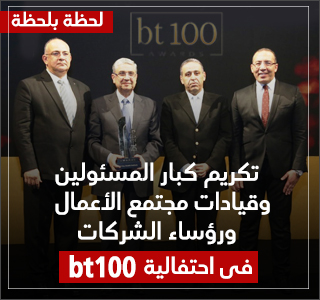 لحظة بلحظة
bt100
AWARDS
تكريم كبار المسئولين
وقيادات مجتمع الأعمال
ورؤساء الشركات
فى احتفالية bt100